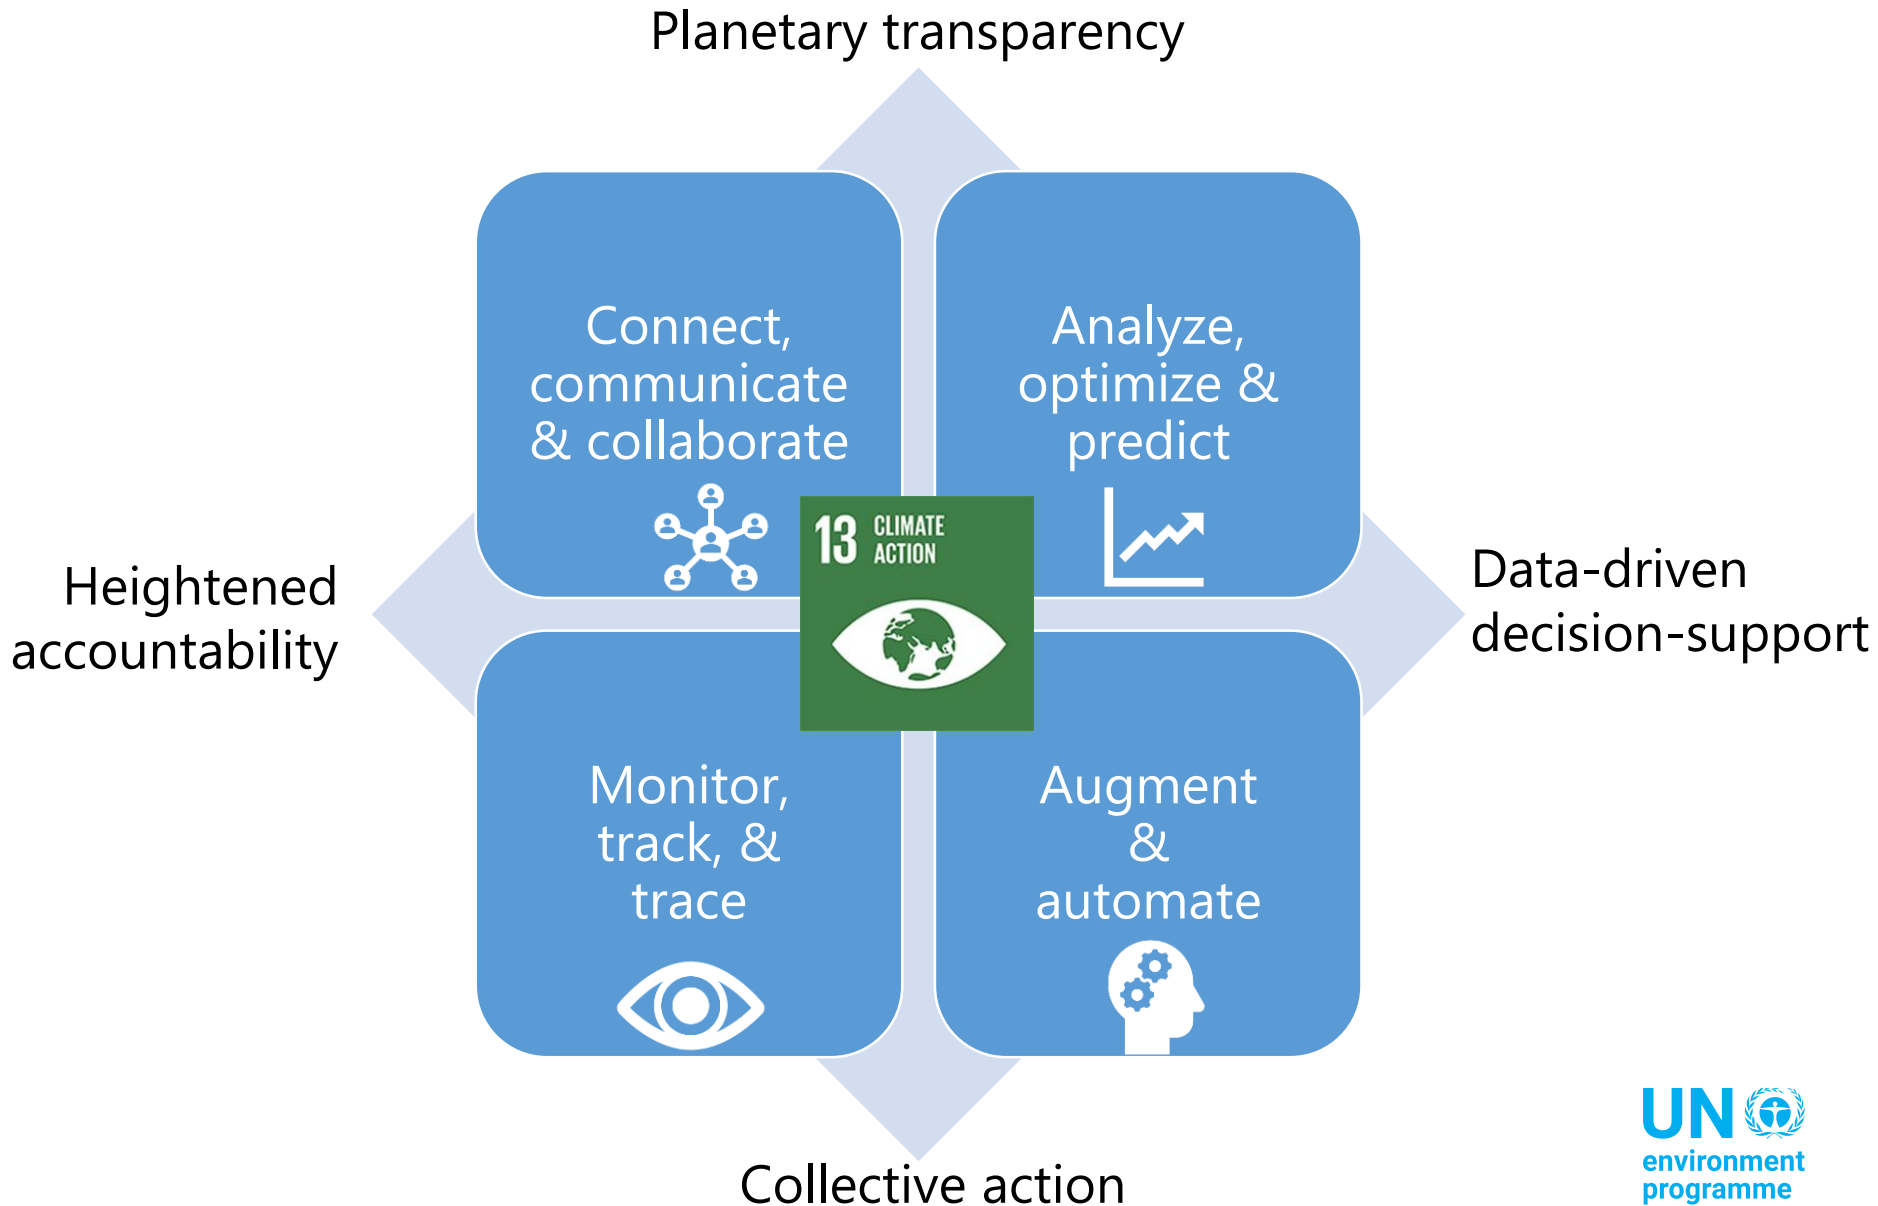 Planetary transparency
Connect,
communicate
& collaborate
Analyze,
optimize &
predict
13 CLIMATE
ACTION
Heightened
accountability
Data-driven
decision-support
Monitor,
track, &
trace
Augment
&
automate
Collective action
UN
environment
programme